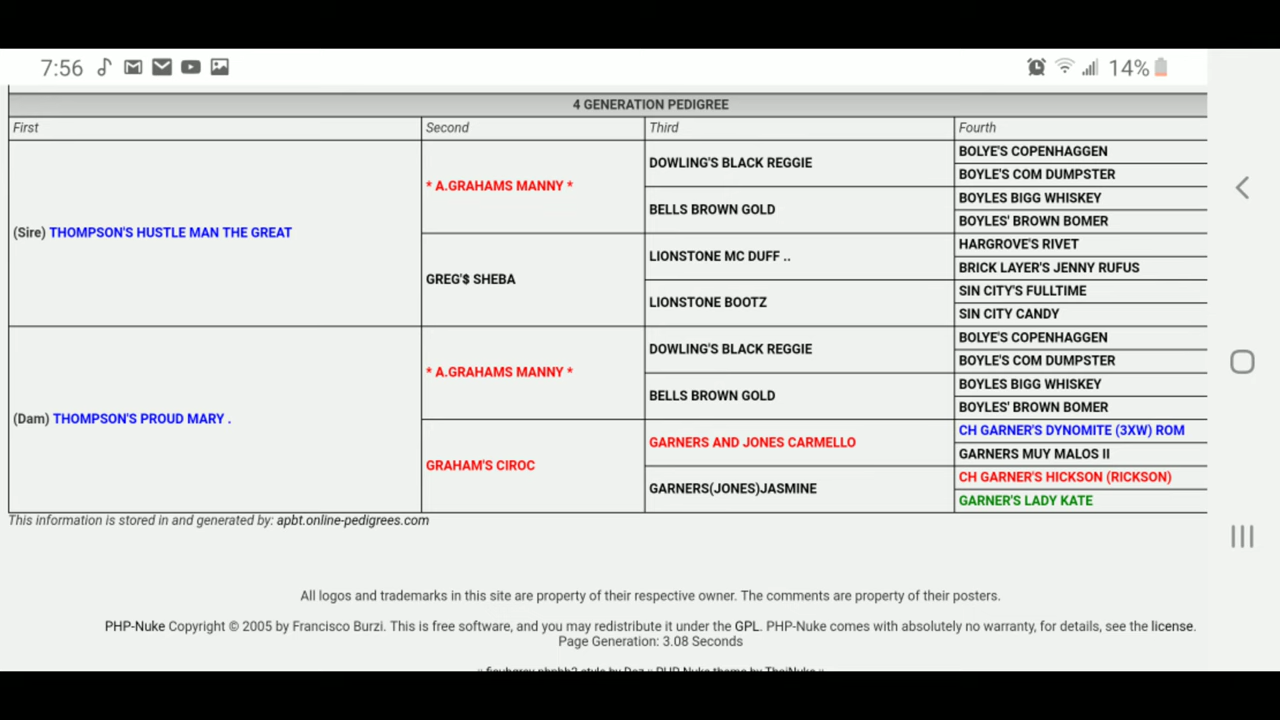 7:56 14%
4 GENERATION PEDIGREE
First Second Third Fourth
BOLYE'S COPENHAGGEN
DOWLING'S BLACK REGGIE
BOYLE'S COM DUMPSTER
* A.GRAHAMS MANNY *
BOYLES BIGG WHISKEY
BELLS BROWN GOLD
BOYLES' BROWN BOMER
(Sire) THOMPSON'S HUSTLE MAN THE GREAT
HARGROVE'S RIVET
LIONSTONE MC DUFF ..
BRICK LAYER'S JENNY RUFUS
GREG'$ SHEBA
SIN CITY'S FULLTIME
LIONSTONE BOOTZ
SIN CITY CANDY
BOLYE'S COPENHAGGEN
DOWLING'S BLACK REGGIE
BOYLE'S COM DUMPSTER
* A.GRAHAMS MANNY *
BOYLES BIGG WHISKEY
BELLS BROWN GOLD
BOYLES' BROWN BOMER
(Dam) THOMPSON'S PROUD MARY .
CH GARNER'S DYNOMITE (3XW) ROM
GARNERS AND JONES CARMELLO
GARNERS MUY MALOS II
GRAHAM'S CIROC
CH GARNER'S HICKSON (RICKSON)
GARNERS(JONES)JASMINE
GARNER'S LADY KATE
This information is stored in and generated by: apbt.online-pedigrees.com
All logos and trademarks in this site are property of their respective owner. The comments are property of their posters.
PHP-Nuke Copyright © 2005 by Francisco Burzi. This is free software, and you may redistribute it under the GPL. PHP-Nuke comes with absolutely no warranty, for details, see the license.
Page Generation: 3.08 Seconds